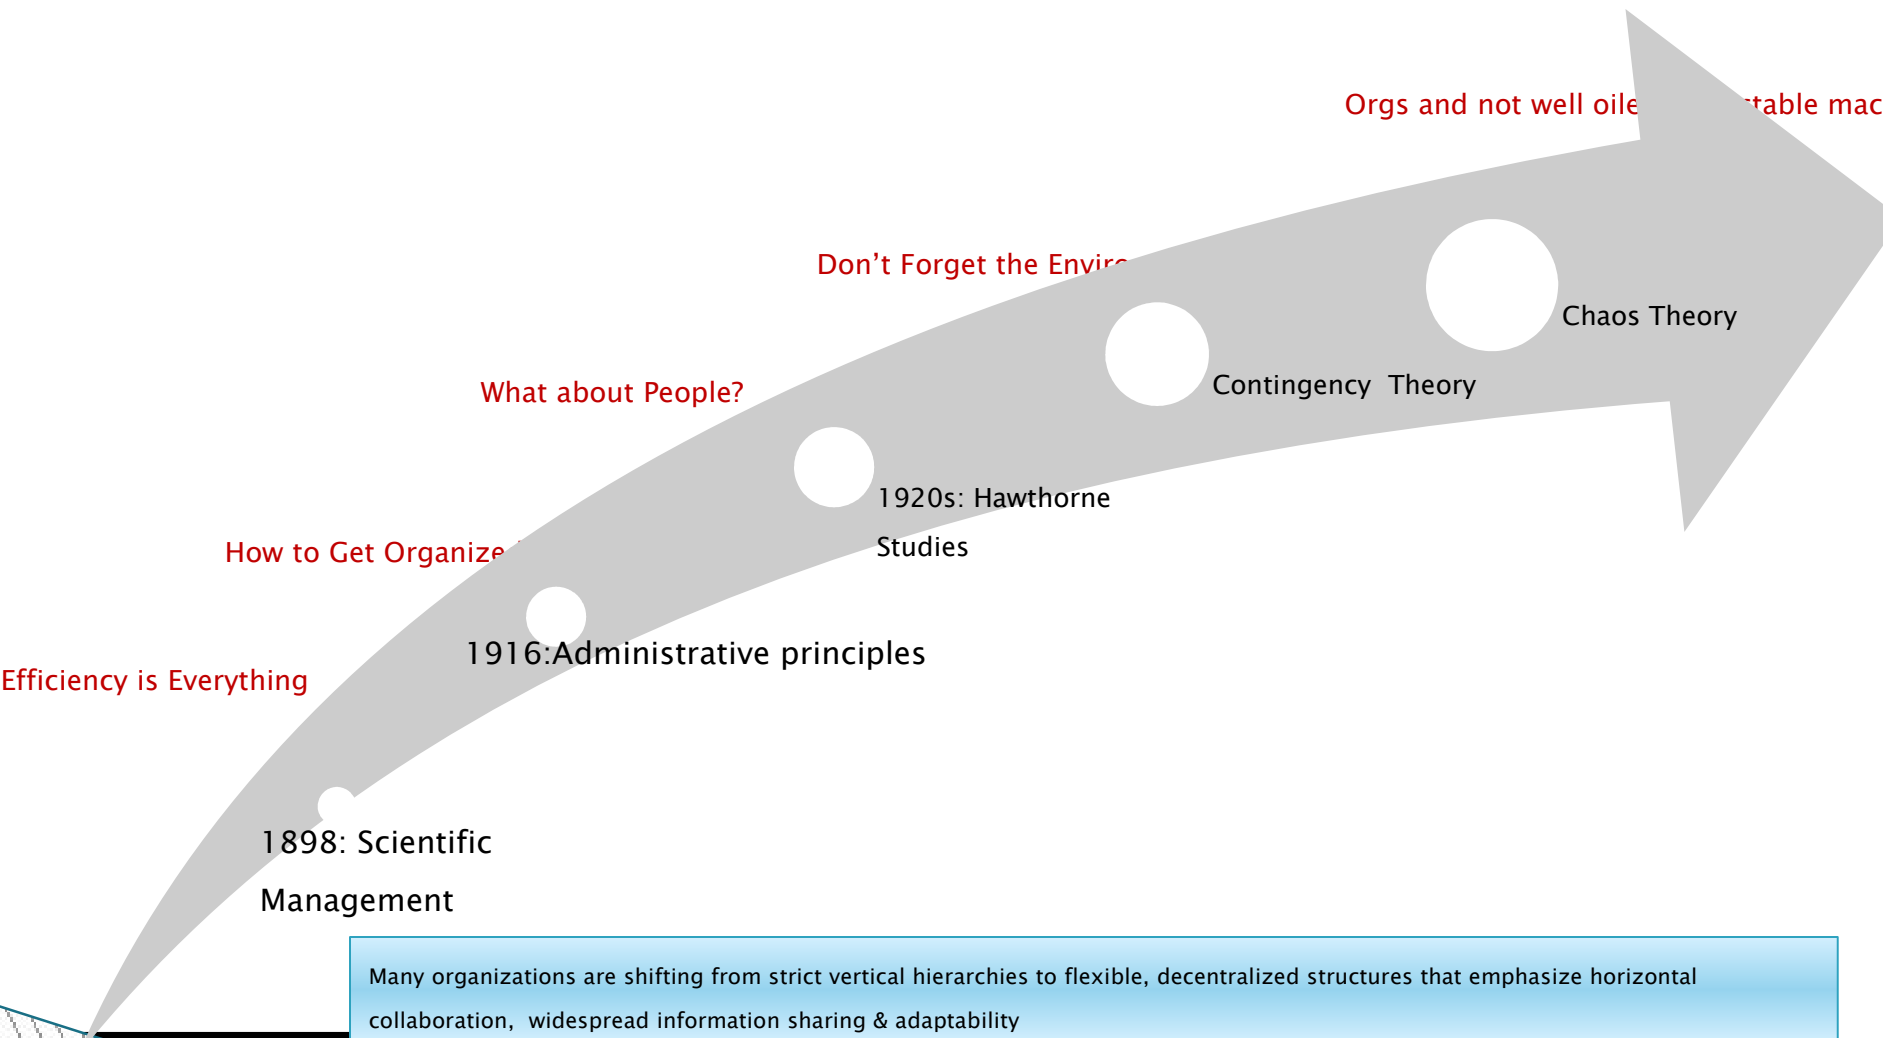 Orgs and not well oile table mac
Don’t Forget the Enviro
Chaos Theory
What about People?
Contingency  Theory
1920s: Hawthorne
Studies
How to Get Organize
1916:Administrative principles
Efficiency is Everything
1898: Scientific
Management
Many organizations are shifting from strict vertical hierarchies to flexible, decentralized structures that emphasize horizontal
collaboration,  widespread information sharing & adaptability